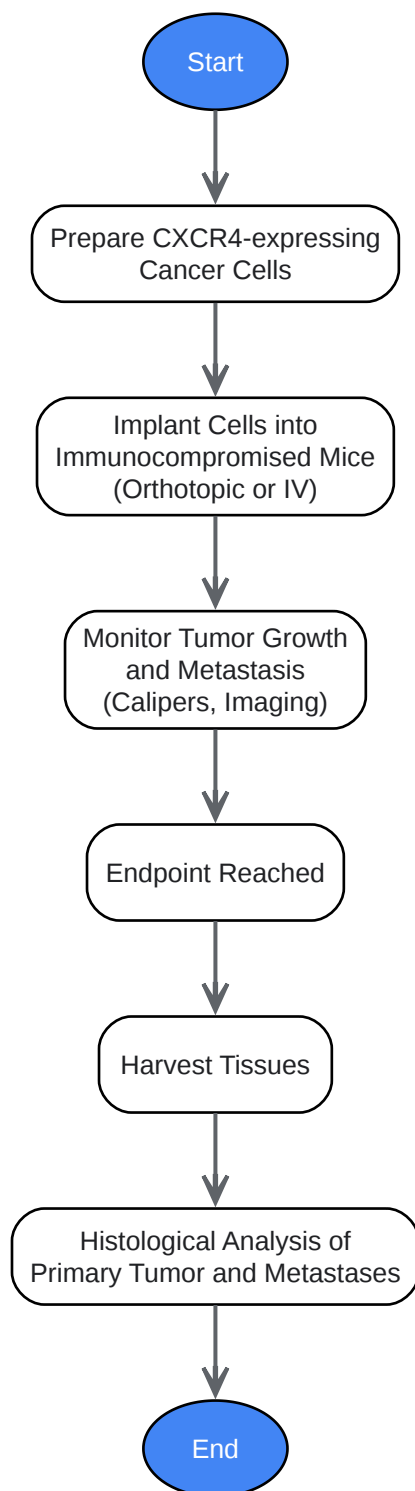 Start
Prepare CXCR4-expressing
Cancer Cells
Implant Cells into
Immunocompromised Mice
(Orthotopic or IV)
Monitor Tumor Growth
and Metastasis
(Calipers, Imaging)
Endpoint Reached
Harvest Tissues
Histological Analysis of
Primary Tumor and Metastases
End